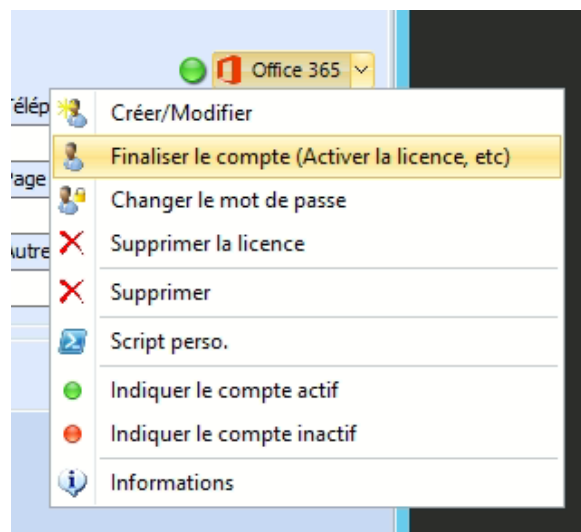 Office 365
Créer/Modifier
Finaliser le compte (Activer la licence, etc)
Changer le mot de passe
Supprimer la licence
Supprimer
Script perso.
Indiquer le compte actif
Indiquer le compte inactif
Informations